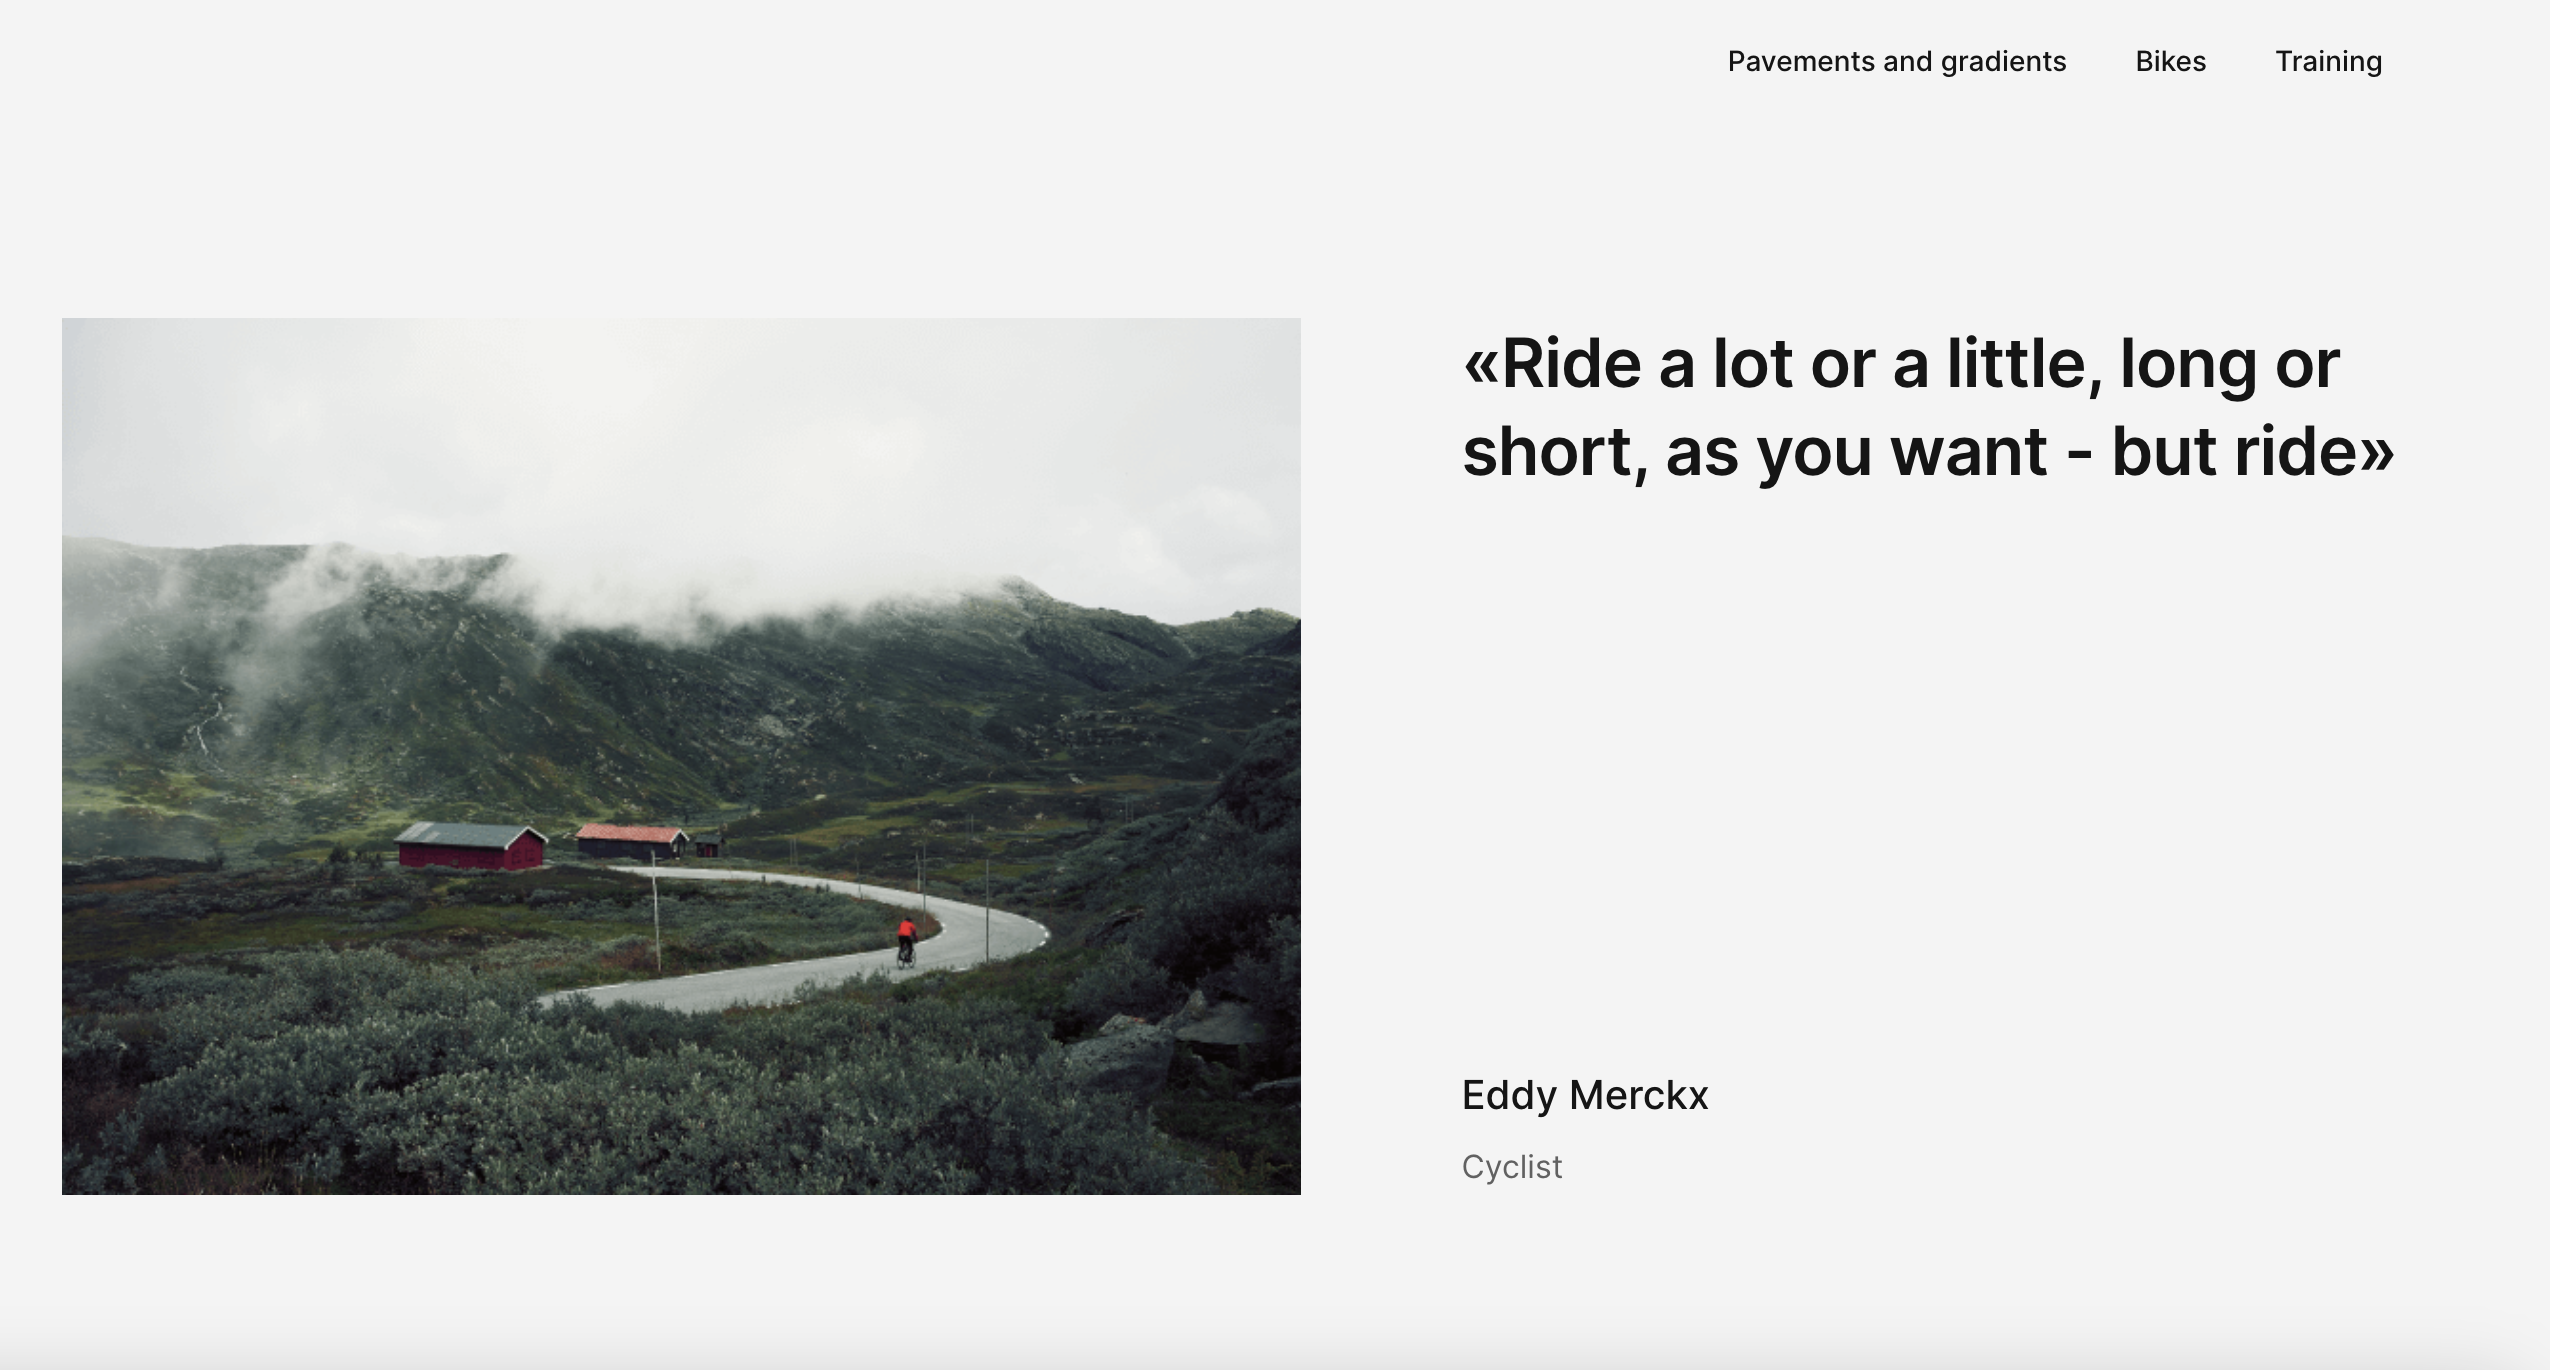 Pavements and gradients Bikes Training
«Ride a lot or a little, long or
short, as you want - but ride»
Eddy Merckx
Cyclist